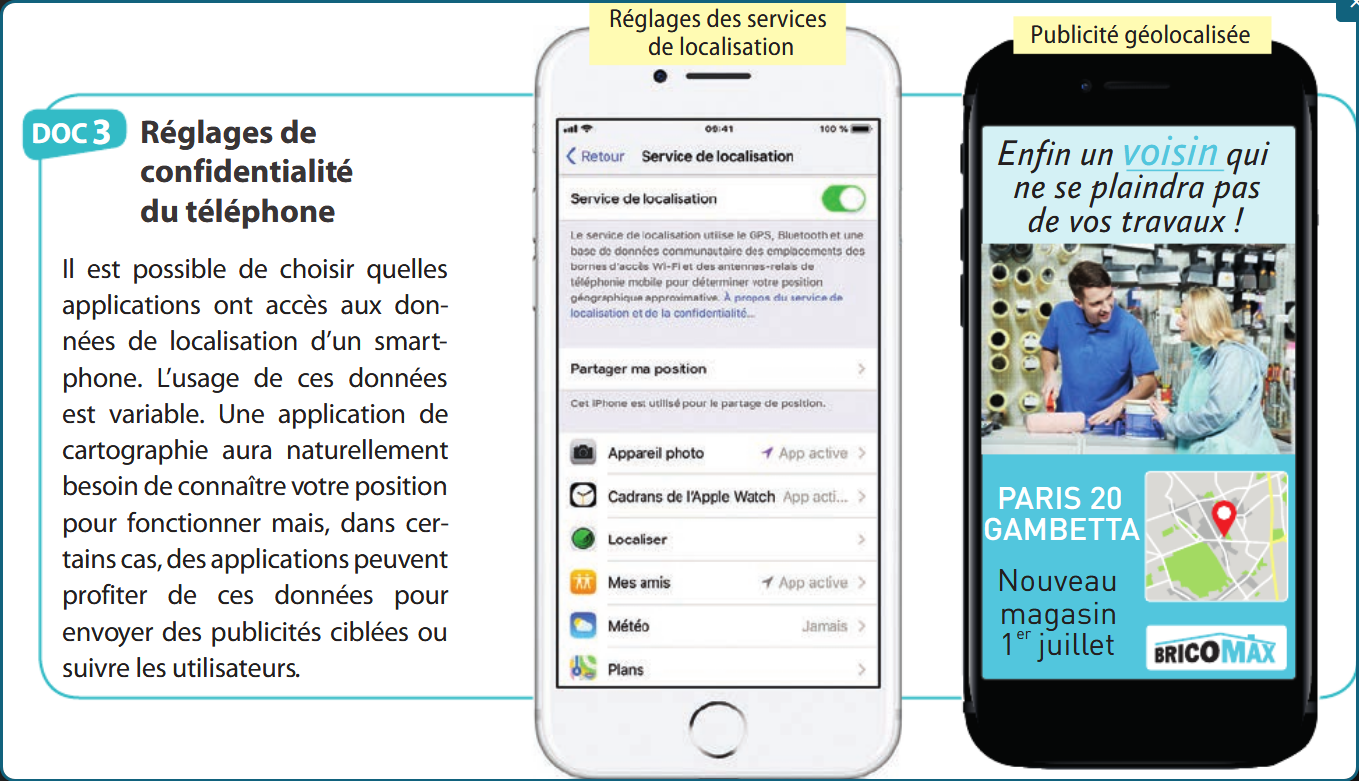 DOC 3
Réglages de
confidentialité
du téléphone
Il est possible de choisir quelles
applications ont accès aux don-
nées de localisation d'un smart-
phone. L'usage de ces données
est variable. Une application de
cartographie aura naturellement
besoin de connaître votre position
pour fonctionner mais, dans cer-
tains cas, des applications peuvent
profiter de ces données pour
envoyer des publicités ciblées ou
suivre les utilisateurs.
Réglages des services
de localisation
09:41
100 %
Retour
Service de localisation
Service de localisation
Le service de localisation utilise le GPS, Bluetooth et une
base de données communautaire des emplacements des
bornes d'accès Wi-Fi et des antennes-relais de
téléphonie mobile pour déterminer votre position
géographique approximative. À propos du service de
localisation et de la confidentialité...
Partager ma position
Cet iPhone est utilisé pour le partage de position.
Appareil photo App active
Cadrans de l'Apple Watch App acti...
Localiser
Mes amis App active
Météo Jamais
Plans
Publicité géolocalisée
Enfin un voisin qui
ne se plaindra pas
de vos travaux !
PARIS 20
GAMBETTA
Nouveau
magasin
1er juillet
BRICOMAX